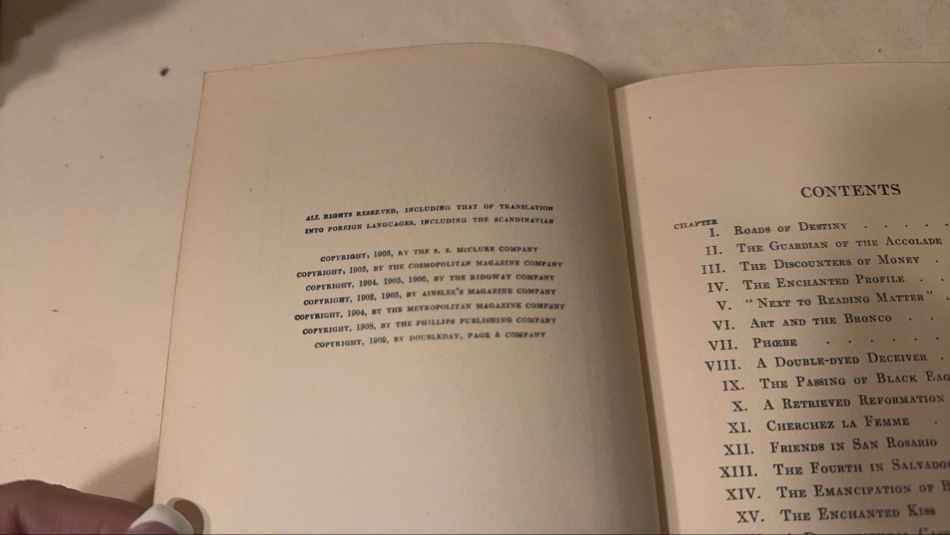 ALL RIGHTS RESERVED, INCLUDING THAT OF TRANSLATION
INTO FOREIGN LANGUAGES, INCLUDING THE SCANDINAVIAN
COPYRIGHT, 1903, BY THE S. S. MCCLURE COMPANY
COPYRIGHT, 1903, BY THE COSMOPOLITAN MAGAZINE COMPANY
COPYRIGHT, 1904, 1905, 1906, BY THE RIDGWAY COMPANY
COPYRIGHT, 1902, 1903, BY AINSLEE'S MAGAZINE COMPANY
COPYRIGHT, 1904, BY THE METROPOLITAN MAGAZINE COMPANY
COPYRIGHT, 1908, BY THE PHILLIPS PUBLISHING COMPANY
COPYRIGHT, 1909, BY DOUBLEDAY, PAGE & COMPANY
CONTENTS
CHAPTER
I. ROADS OF DESTINY
II. THE GUARDIAN OF THE ACCOLADE
III. THE DISCOUNTERS OF MONEY
IV. THE ENCHANTED PROFILE
V. "NEXT TO READING MATTER"
VI. ART AND THE BRONCO
VII. PHŒBE
VIII. A DOUBLE-DYED DECEIVER
IX. THE PASSING OF BLACK EAG
X. A RETRIEVED REFORMATION
XI. CHERCHEZ LA FEMME
XII. FRIENDS IN SAN ROSARIO
XIII. THE FOURTH IN SALVADO
XIV. THE EMANCIPATION OF B
XV. THE ENCHANTED KISS